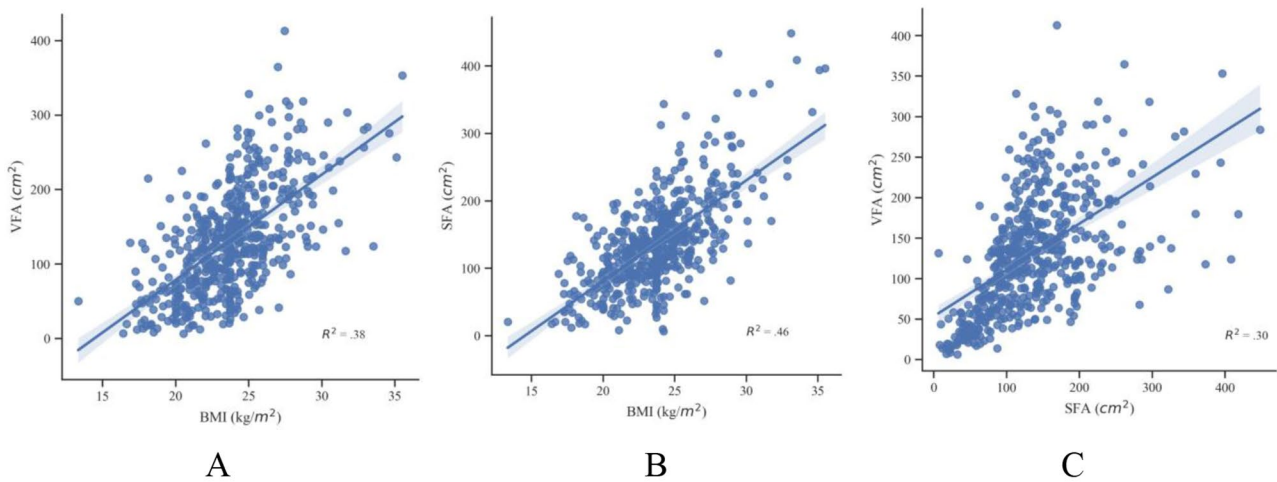 400
300
200
100
0
VFA (cm²)
R² = .38
15 20 25 30 35
BMI (kg/m²)
A
400
300
200
100
0
SFA (cm²)
R² = .46
15 20 25 30 35
BMI (kg/m²)
B
400
350
300
250
200
150
100
50
0
VFA (cm²)
R² = .30
0 100 200 300 400
SFA (cm²)
C